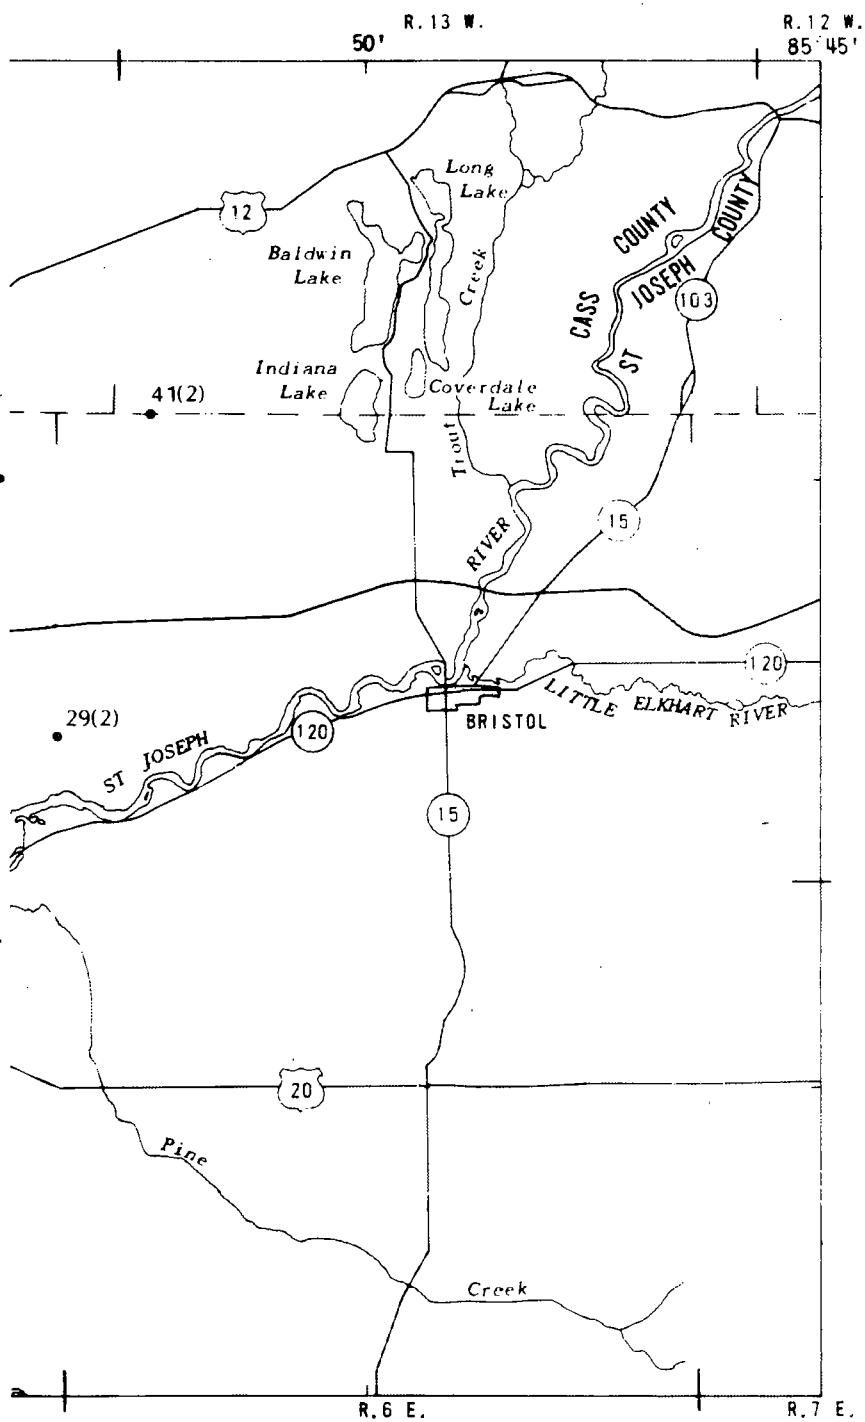 R.13 W.
R.12 W.
50'
85°45'
Long
Lake
12
COUNTY
COUNTY
Baldwin
Lake
Creek
CASS
JOSEPH
103
ST
Indiana
Lake
Coverdale
Lake
41(2)
Trout
15
RIVER
120
LITTLE ELKHART RIVER
BRISTOL
29(2)
120
ST JOSEPH
15
20
Pine
Creek
R.6 E.
R.7 E.